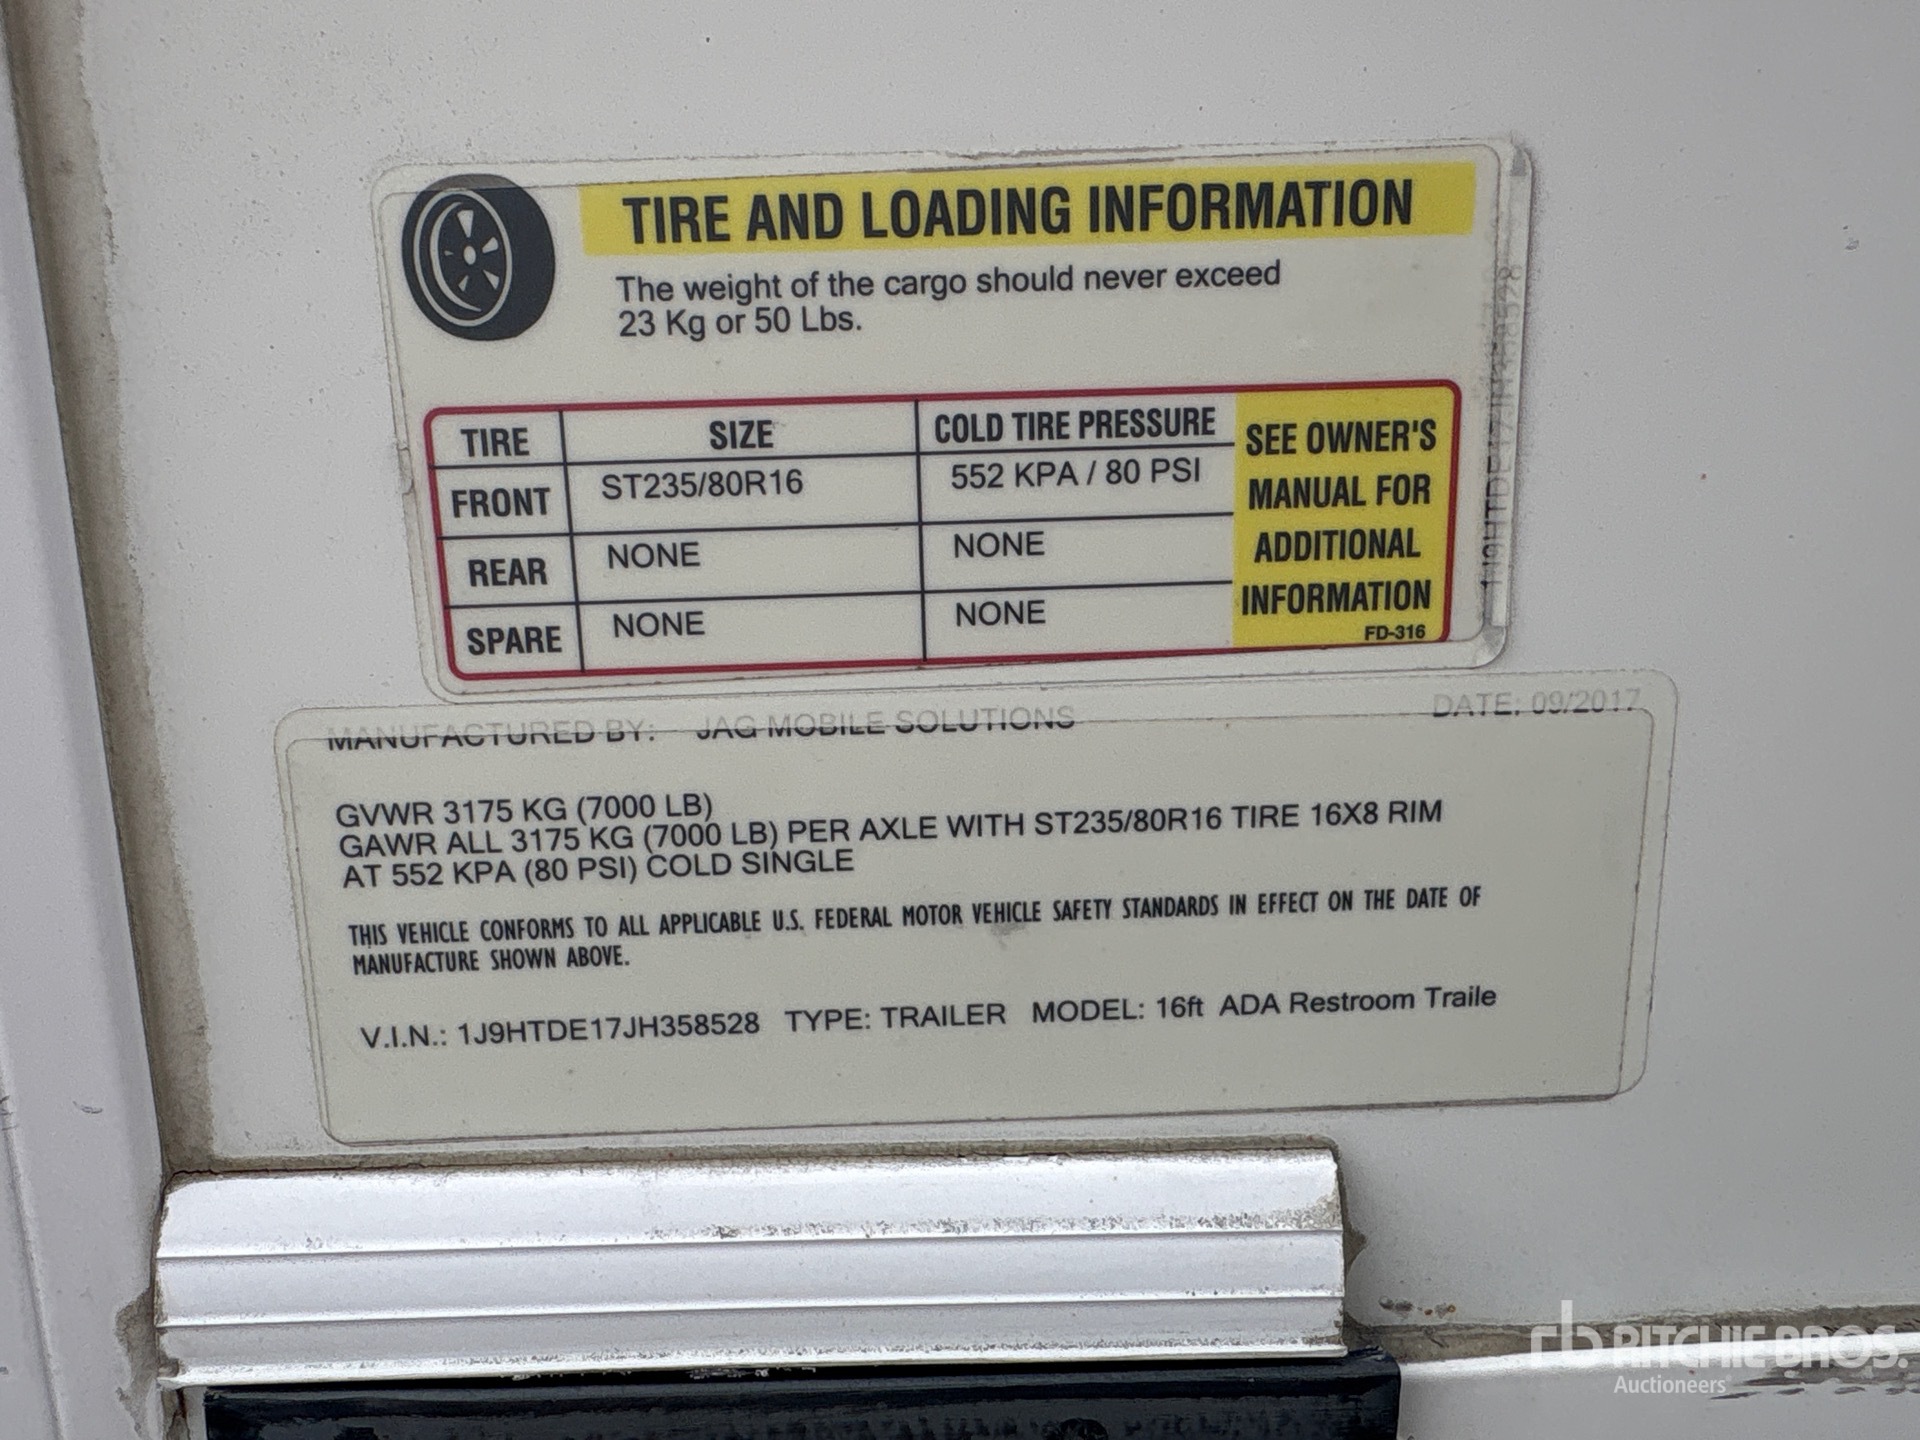 TIRE AND LOADING INFORMATION
The weight of the cargo should never exceed
23 Kg or 50 Lbs.
TIRE SIZE COLD TIRE PRESSURE
FRONT ST235/80R16 552 KPA / 80 PSI
REAR NONE NONE
SPARE NONE NONE
SEE OWNER'S
MANUAL FOR
ADDITIONAL
INFORMATION
FD-316
MANUFACTURED BY: JAG MOBILE SOLUTIONS DATE: 09/2017
GVWR 3175 KG (7000 LB)
GAWR ALL 3175 KG (7000 LB) PER AXLE WITH ST235/80R16 TIRE 16X8 RIM
AT 552 KPA (80 PSI) COLD SINGLE
THIS VEHICLE CONFORMS TO ALL APPLICABLE U.S. FEDERAL MOTOR VEHICLE SAFETY STANDARDS IN EFFECT ON THE DATE OF
MANUFACTURE SHOWN ABOVE.
V.I.N.: 1J9HTDE17JH358528 TYPE: TRAILER MODEL: 16ft ADA Restroom Traile
rb RITCHIE BROS.
Auctioneers